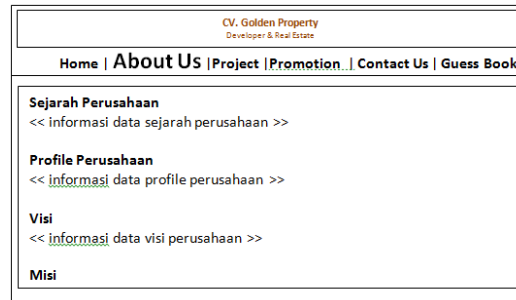 CV. Golden Property
Developer & Real Estate
Home | About Us |Project |Promotion | Contact Us | Guess Book
Sejarah Perusahaan
<< informasi data sejarah perusahaan >>
Profile Perusahaan
<< informasi data profile perusahaan >>
Visi
<< informasi data visi perusahaan >>
Misi